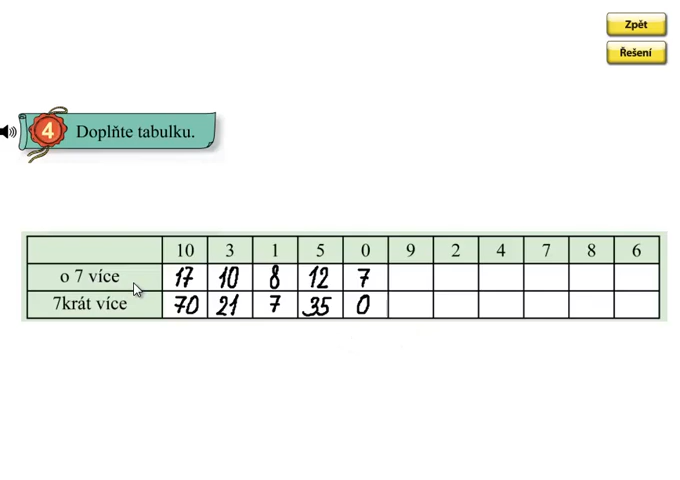 Zpět
Řešení
4 Doplňte tabulku.
10 3 1 5 0 9 2 4 7 8 6
o 7 více 17 10 8 12 7
7krát více 70 21 7 35 0